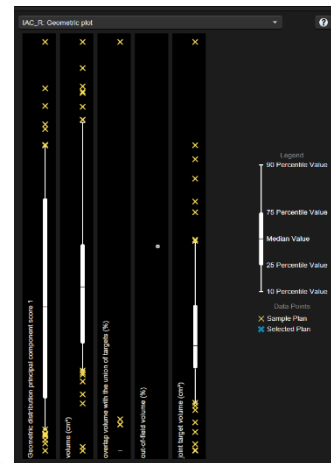 IAC_R: Geometric plot
?
Geometric distribution principal component score 1
volume (cm³)
overlap volume with the union of targets (%)
out-of-field volume (%)
joint target volume (cm³)
Legend
90 Percentile Value
75 Percentile Value
Median Value
25 Percentile Value
10 Percentile Value
Data Points
Sample Plan
Selected Plan